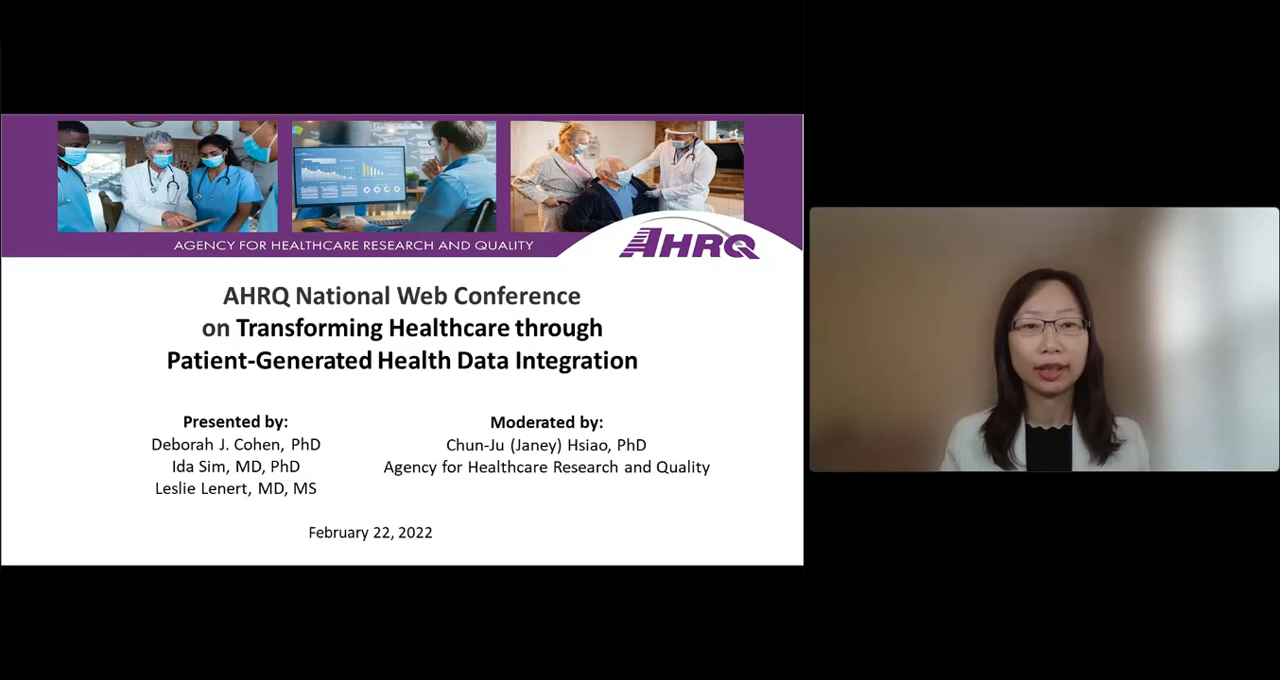 AGENCY FOR HEALTHCARE RESEARCH AND QUALITY
AHRQ
AHRQ National Web Conference
on Transforming Healthcare through
Patient-Generated Health Data Integration
Presented by:
Deborah J. Cohen, PhD
Ida Sim, MD, PhD
Leslie Lenert, MD, MS
Moderated by:
Chun-Ju (Janey) Hsiao, PhD
Agency for Healthcare Research and Quality
February 22, 2022